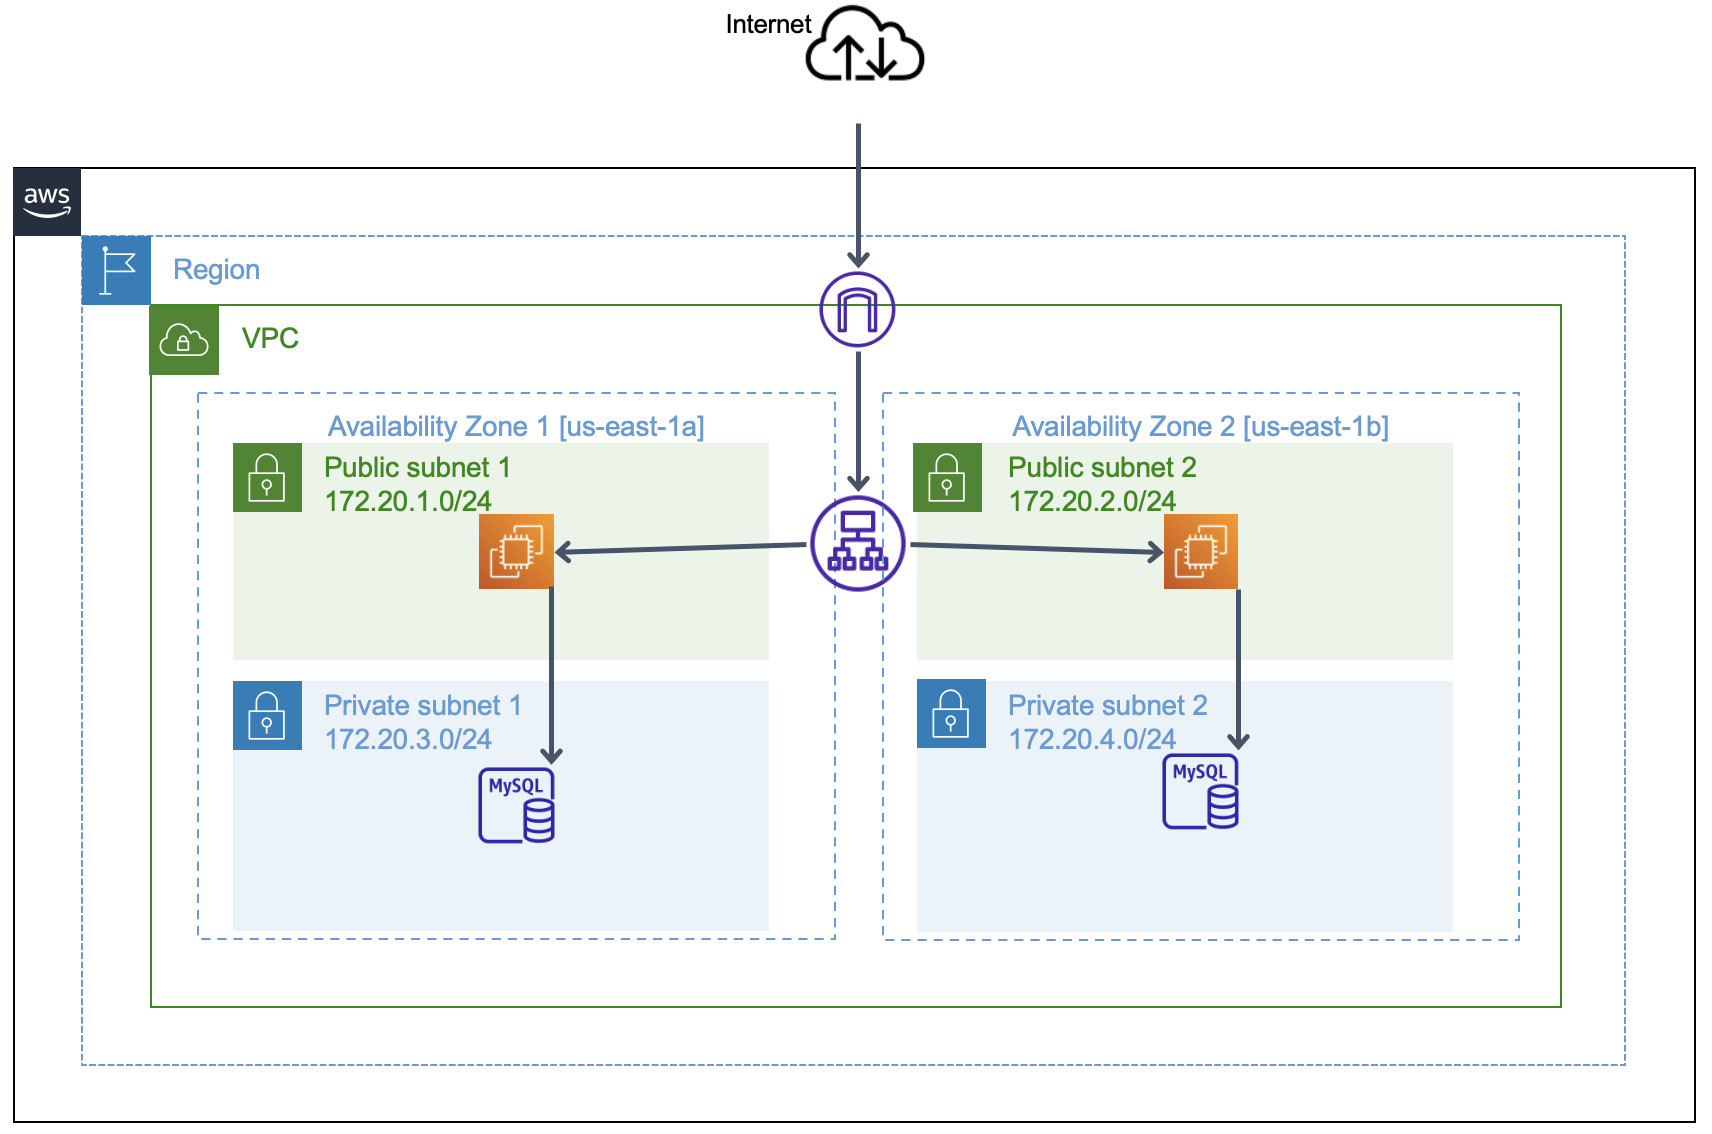 Internet
aws
Region
VPC
Availability Zone 1 [us-east-1a]
Public subnet 1
172.20.1.0/24
Private subnet 1
172.20.3.0/24
MySQL
Availability Zone 2 [us-east-1b]
Public subnet 2
172.20.2.0/24
Private subnet 2
172.20.4.0/24
MySQL